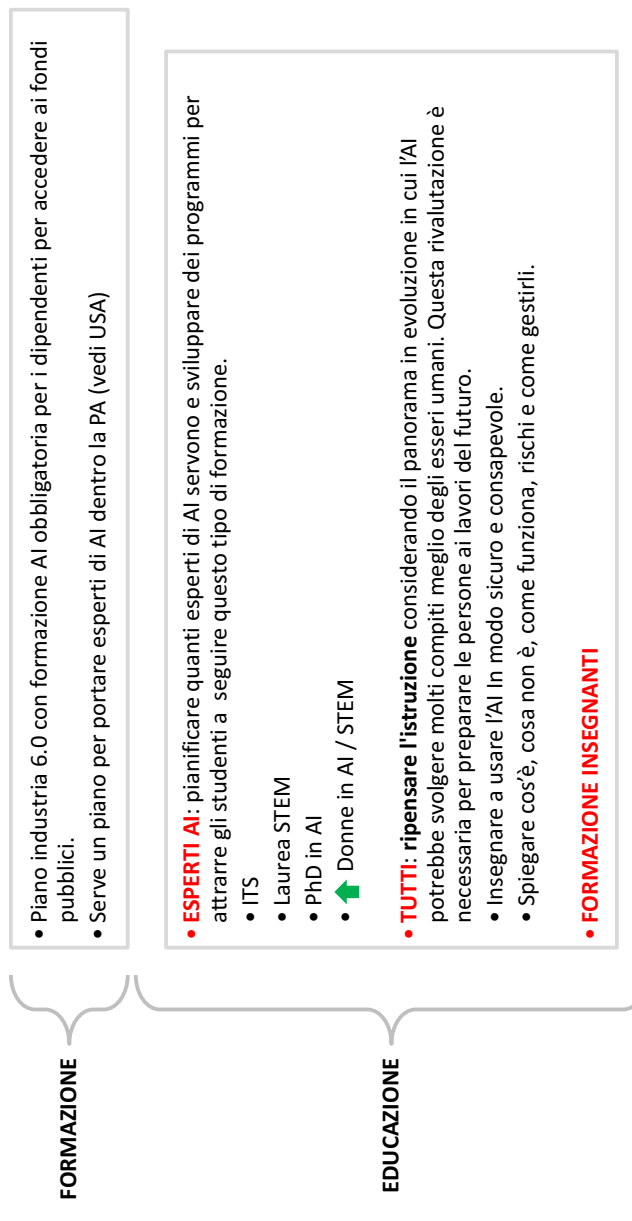 FORMAZIONE
• Piano industria 6.0 con formazione AI obbligatoria per i dipendenti per accedere ai fondi
pubblici.
• Serve un piano per portare esperti di AI dentro la PA (vedi USA)
EDUCAZIONE
• ESPERTI AI: pianificare quanti esperti di AI servono e sviluppare dei programmi per
attrarre gli studenti a seguire questo tipo di formazione.
• ITS
• Laurea STEM
• PhD in AI
• Donne in AI / STEM
• TUTTI: ripensare l'istruzione considerando il panorama in evoluzione in cui l'AI
potrebbe svolgere molti compiti meglio degli esseri umani. Questa rivalutazione è
necessaria per preparare le persone ai lavori del futuro.
• Insegnare a usare l'AI In modo sicuro e consapevole.
• Spiegare cos'è, cosa non è, come funziona, rischi e come gestirli.
• FORMAZIONE INSEGNANTI